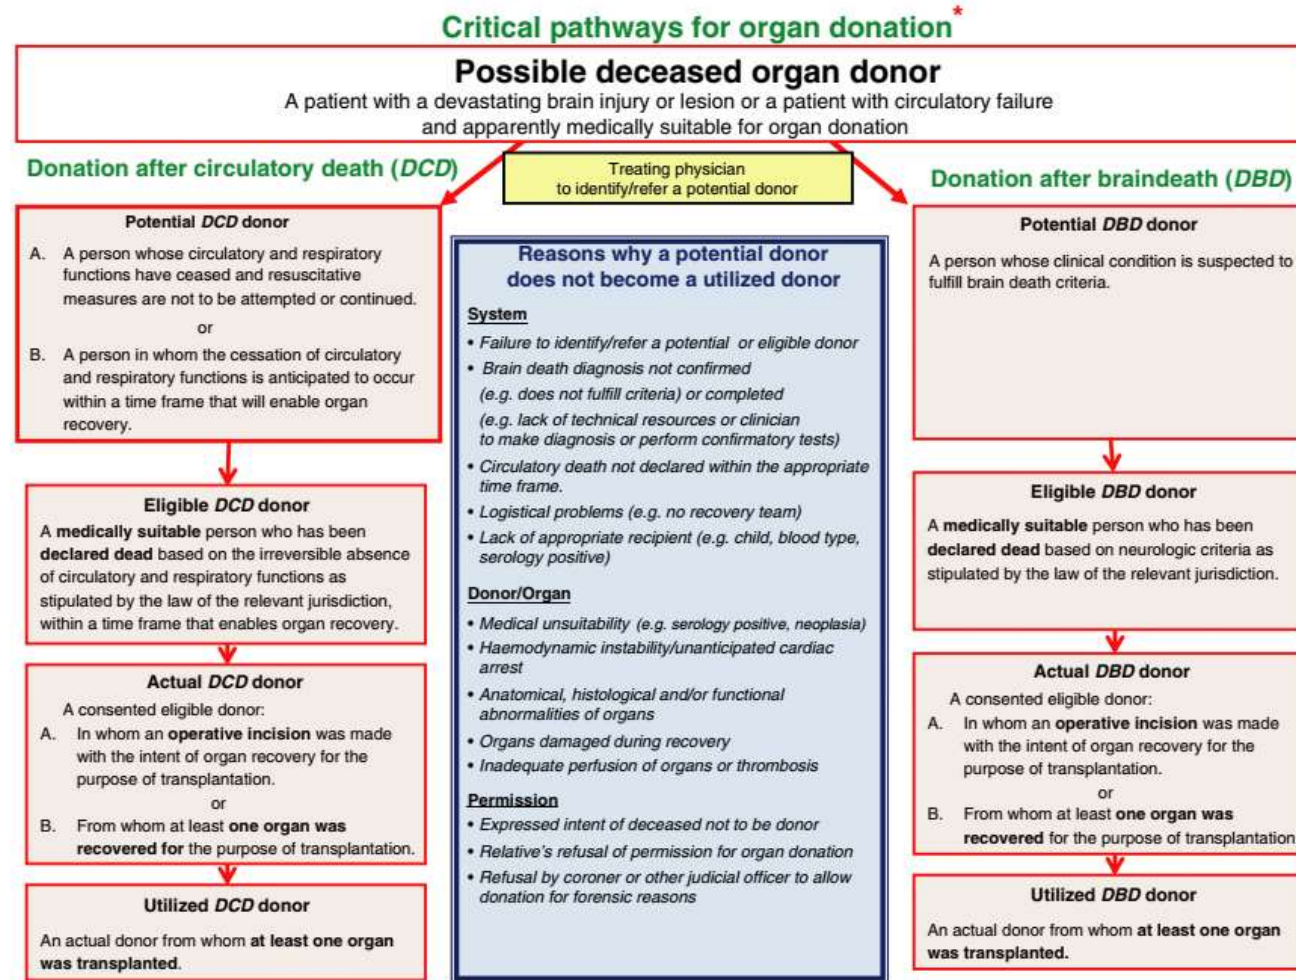 Critical pathways for organ donation*
Possible deceased organ donor
A patient with a devastating brain injury or lesion or a patient with circulatory failure
and apparently medically suitable for organ donation
Donation after circulatory death (DCD)
Treating physician
to identify/refer a potential donor
Donation after braindeath (DBD)
Potential DCD donor
A. A person whose circulatory and respiratory
functions have ceased and resuscitative
measures are not to be attempted or continued.
or
B. A person in whom the cessation of circulatory
and respiratory functions is anticipated to occur
within a time frame that will enable organ
recovery.
Eligible DCD donor
A medically suitable person who has been
declared dead based on the irreversible absence
of circulatory and respiratory functions as
stipulated by the law of the relevant jurisdiction,
within a time frame that enables organ recovery.
Actual DCD donor
A consented eligible donor:
A. In whom an operative incision was made
with the intent of organ recovery for the
purpose of transplantation.
or
B. From whom at least one organ was
recovered for the purpose of transplantation.
Utilized DCD donor
An actual donor from whom at least one organ
was transplanted.
Reasons why a potential donor
does not become a utilized donor
System
• Failure to identify/refer a potential or eligible donor
• Brain death diagnosis not confirmed
(e.g. does not fulfill criteria) or completed
(e.g. lack of technical resources or clinician
to make diagnosis or perform confirmatory tests)
• Circulatory death not declared within the appropriate
time frame.
• Logistical problems (e.g. no recovery team)
• Lack of appropriate recipient (e.g. child, blood type,
serology positive)
Donor/Organ
• Medical unsuitability (e.g. serology positive, neoplasia)
• Haemodynamic instability/unanticipated cardiac
arrest
• Anatomical, histological and/or functional
abnormalities of organs
• Organs damaged during recovery
• Inadequate perfusion of organs or thrombosis
Permission
• Expressed intent of deceased not to be donor
• Relative's refusal of permission for organ donation
• Refusal by coroner or other judicial officer to allow
donation for forensic reasons
Potential DBD donor
A person whose clinical condition is suspected to
fulfill brain death criteria.
Eligible DBD donor
A medically suitable person who has been
declared dead based on neurologic criteria as
stipulated by the law of the relevant jurisdiction.
Actual DBD donor
A consented eligible donor:
A. In whom an operative incision was made
with the intent of organ recovery for the
purpose of transplantation.
or
B. From whom at least one organ was
recovered for the purpose of transplantation
Utilized DBD donor
An actual donor from whom at least one organ
was transplanted.